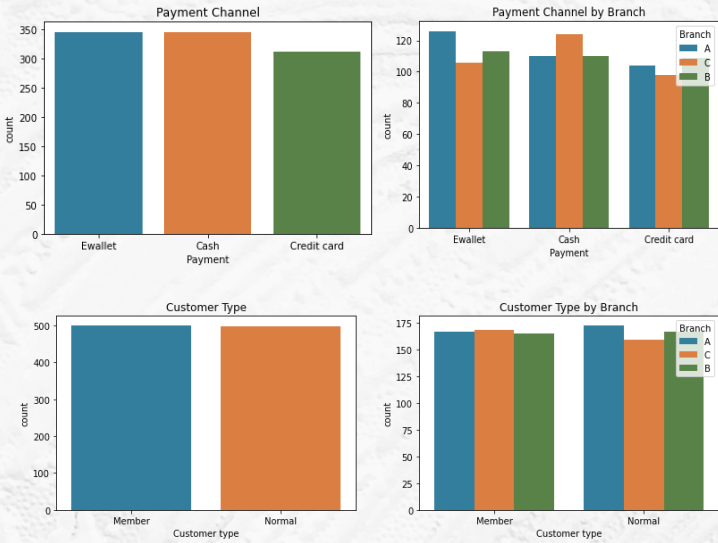 Payment Channel
350
300
250
200
150
100
50
0
count
Ewallet Cash Credit card
Payment
Payment Channel by Branch
120
100
80
60
40
20
0
count
Branch
A
C
B
Ewallet Cash Credit card
Payment
Customer Type
500
400
300
200
100
0
count
Member Normal
Customer type
Customer Type by Branch
175
150
125
100
75
50
25
0
count
Branch
A
C
B
Member Normal
Customer type